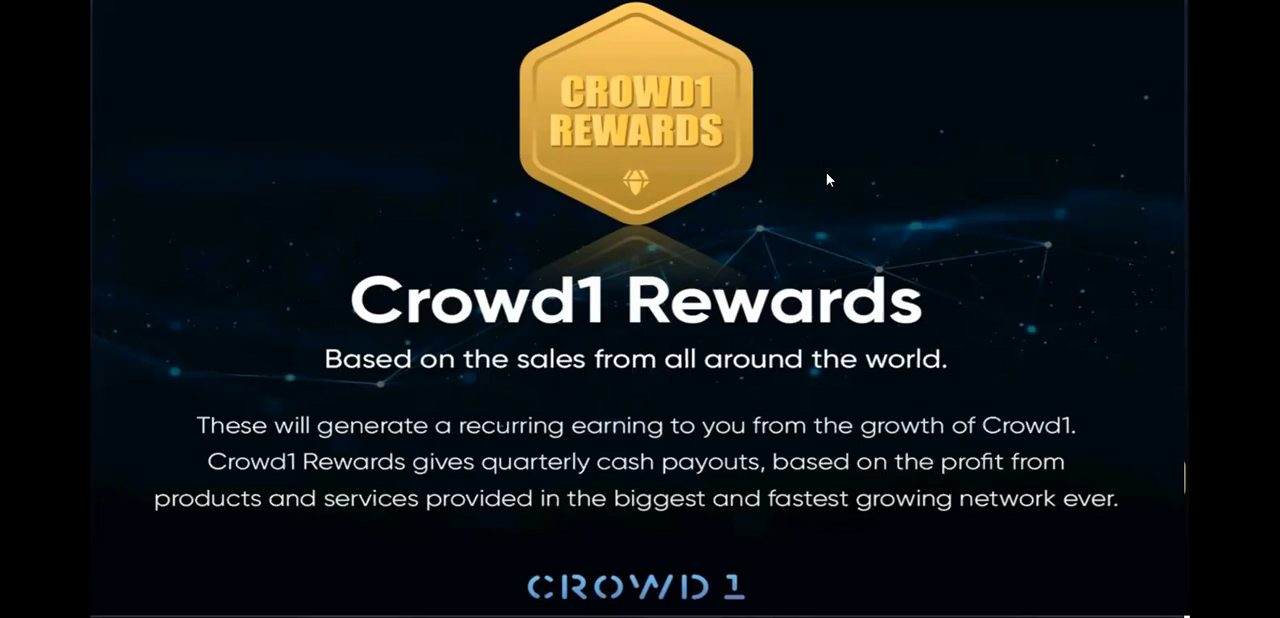 CROWD1
REWARDS
Crowd1 Rewards
Based on the sales from all around the world.
These will generate a recurring earning to you from the growth of Crowd1.
Crowd1 Rewards gives quarterly cash payouts, based on the profit from
products and services provided in the biggest and fastest growing network ever.
CROWD 1